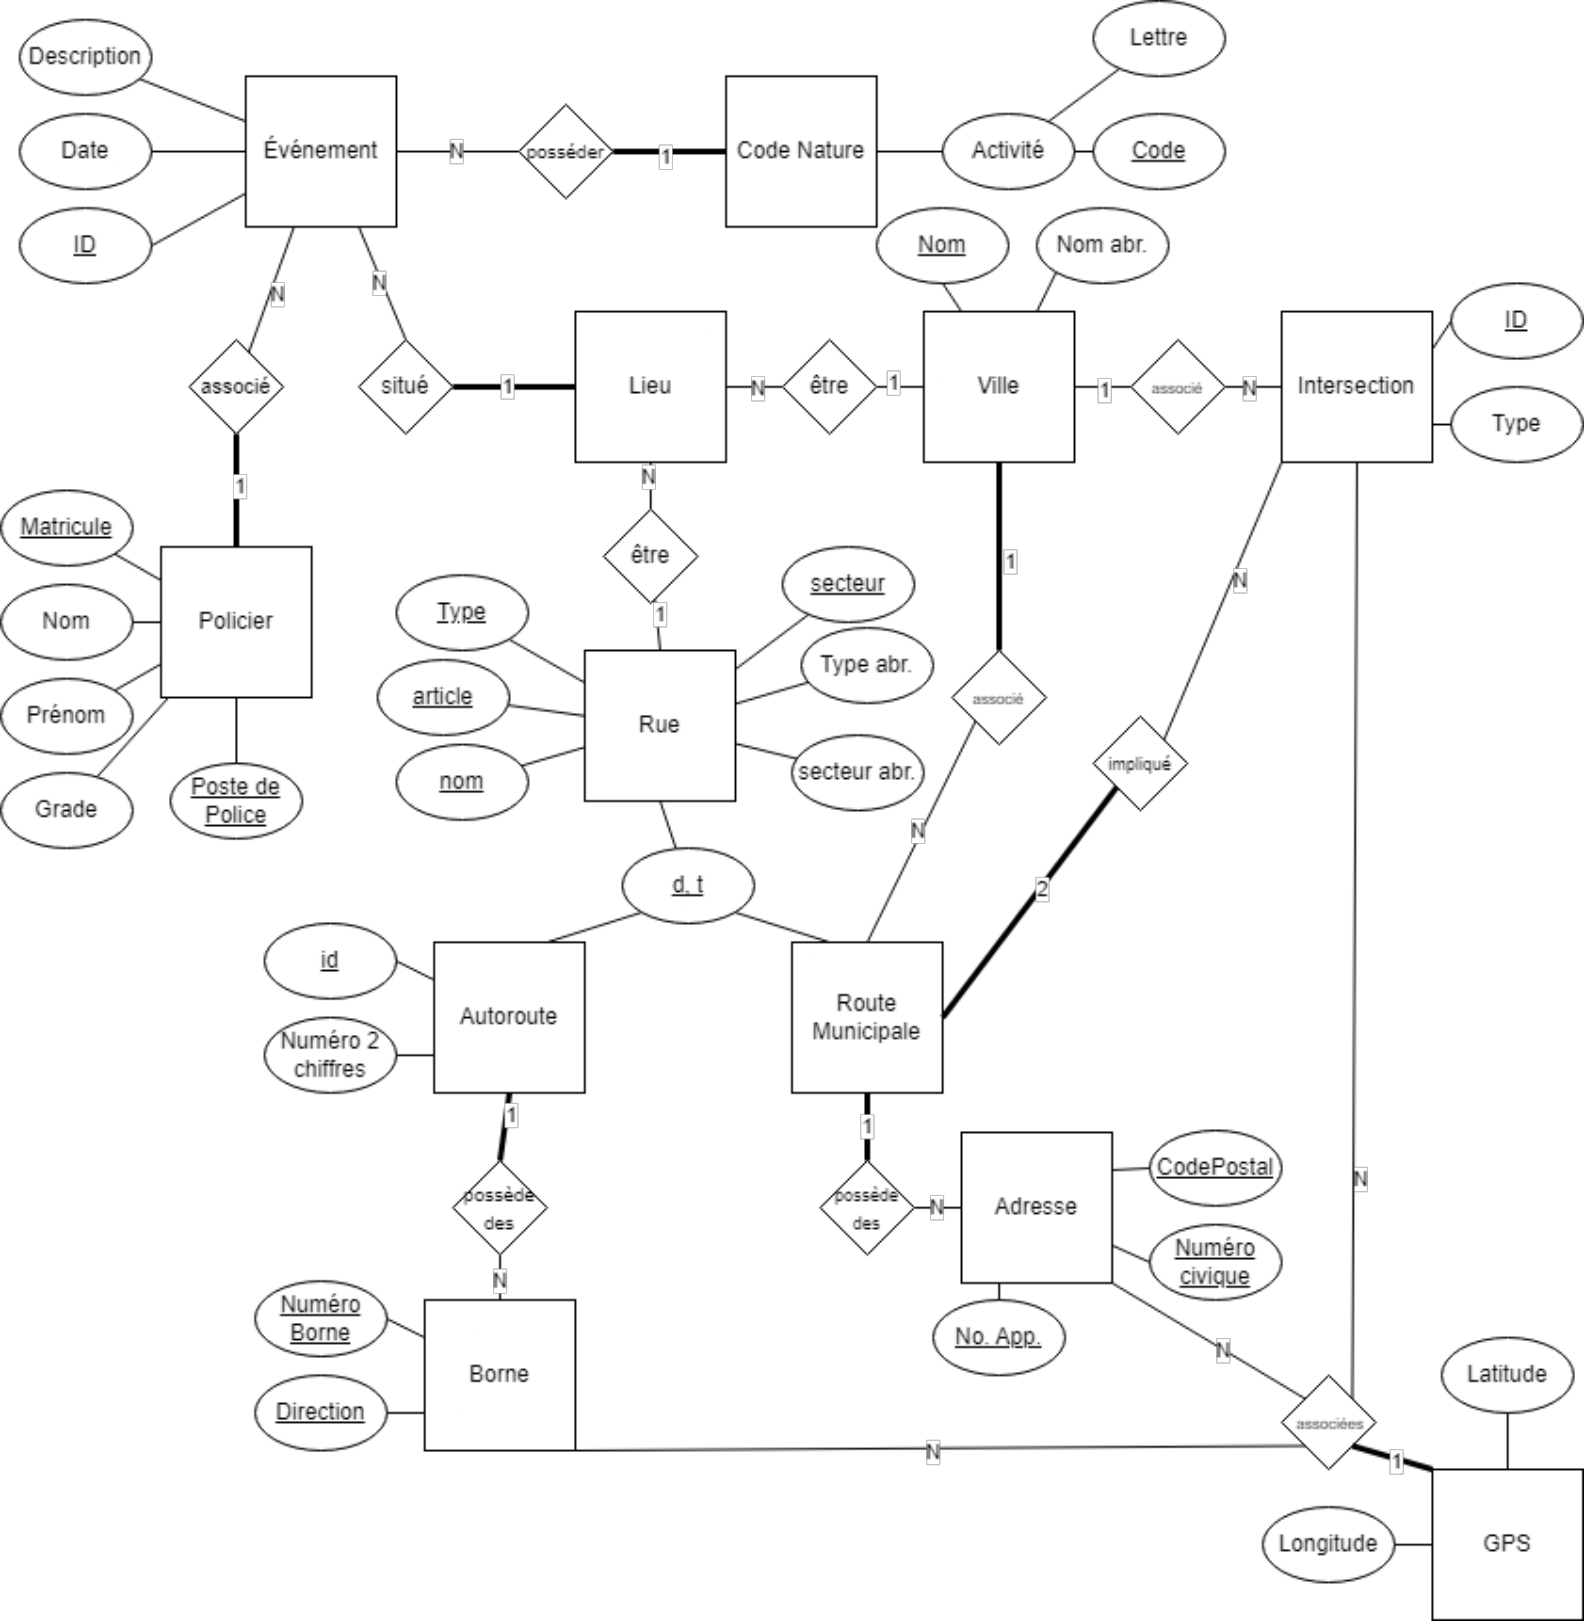 Description
Date
ID
Événement
N
posséder
1
Code Nature
Activité
Lettre
Code
N
associé
1
N
situé
1
Lieu
N
être
1
Ville
Nom
Nom abr.
1
associé
N
Intersection
ID
Type
Matricule
Nom
Prénom
Grade
Policier
Poste de
Police
N
être
1
Type
article
nom
Rue
secteur
Type abr.
secteur abr.
1
associé
N
N
impliqué
2
d, t
id
Numéro 2
chiffres
Autoroute
Route
Municipale
1
possède
des
N
1
possède
des
N
Adresse
CodePostal
Numéro
civique
No. App.
N
N
Numéro
Borne
Direction
Borne
N
associées
1
Latitude
Longitude
GPS